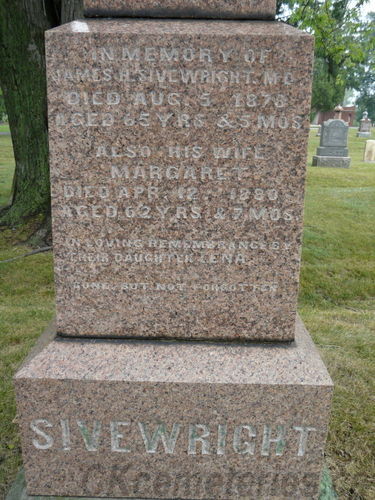 IN MEMORY OF
JAMES H. SIVEWRIGHT, M.D.
DIED AUG. 5, 1878
AGED 65 YRS & 5 MOS
ALSO HIS WIFE
MARGARET
DIED APR. 12, 1880
AGED 62 YRS & 7 MOS
IN LOVING REMEMBRANCE BY
THEIR DAUGHTER LENA
GONE, BUT NOT FORGOTTEN
SIVEWRIGHT
CKcemeteries